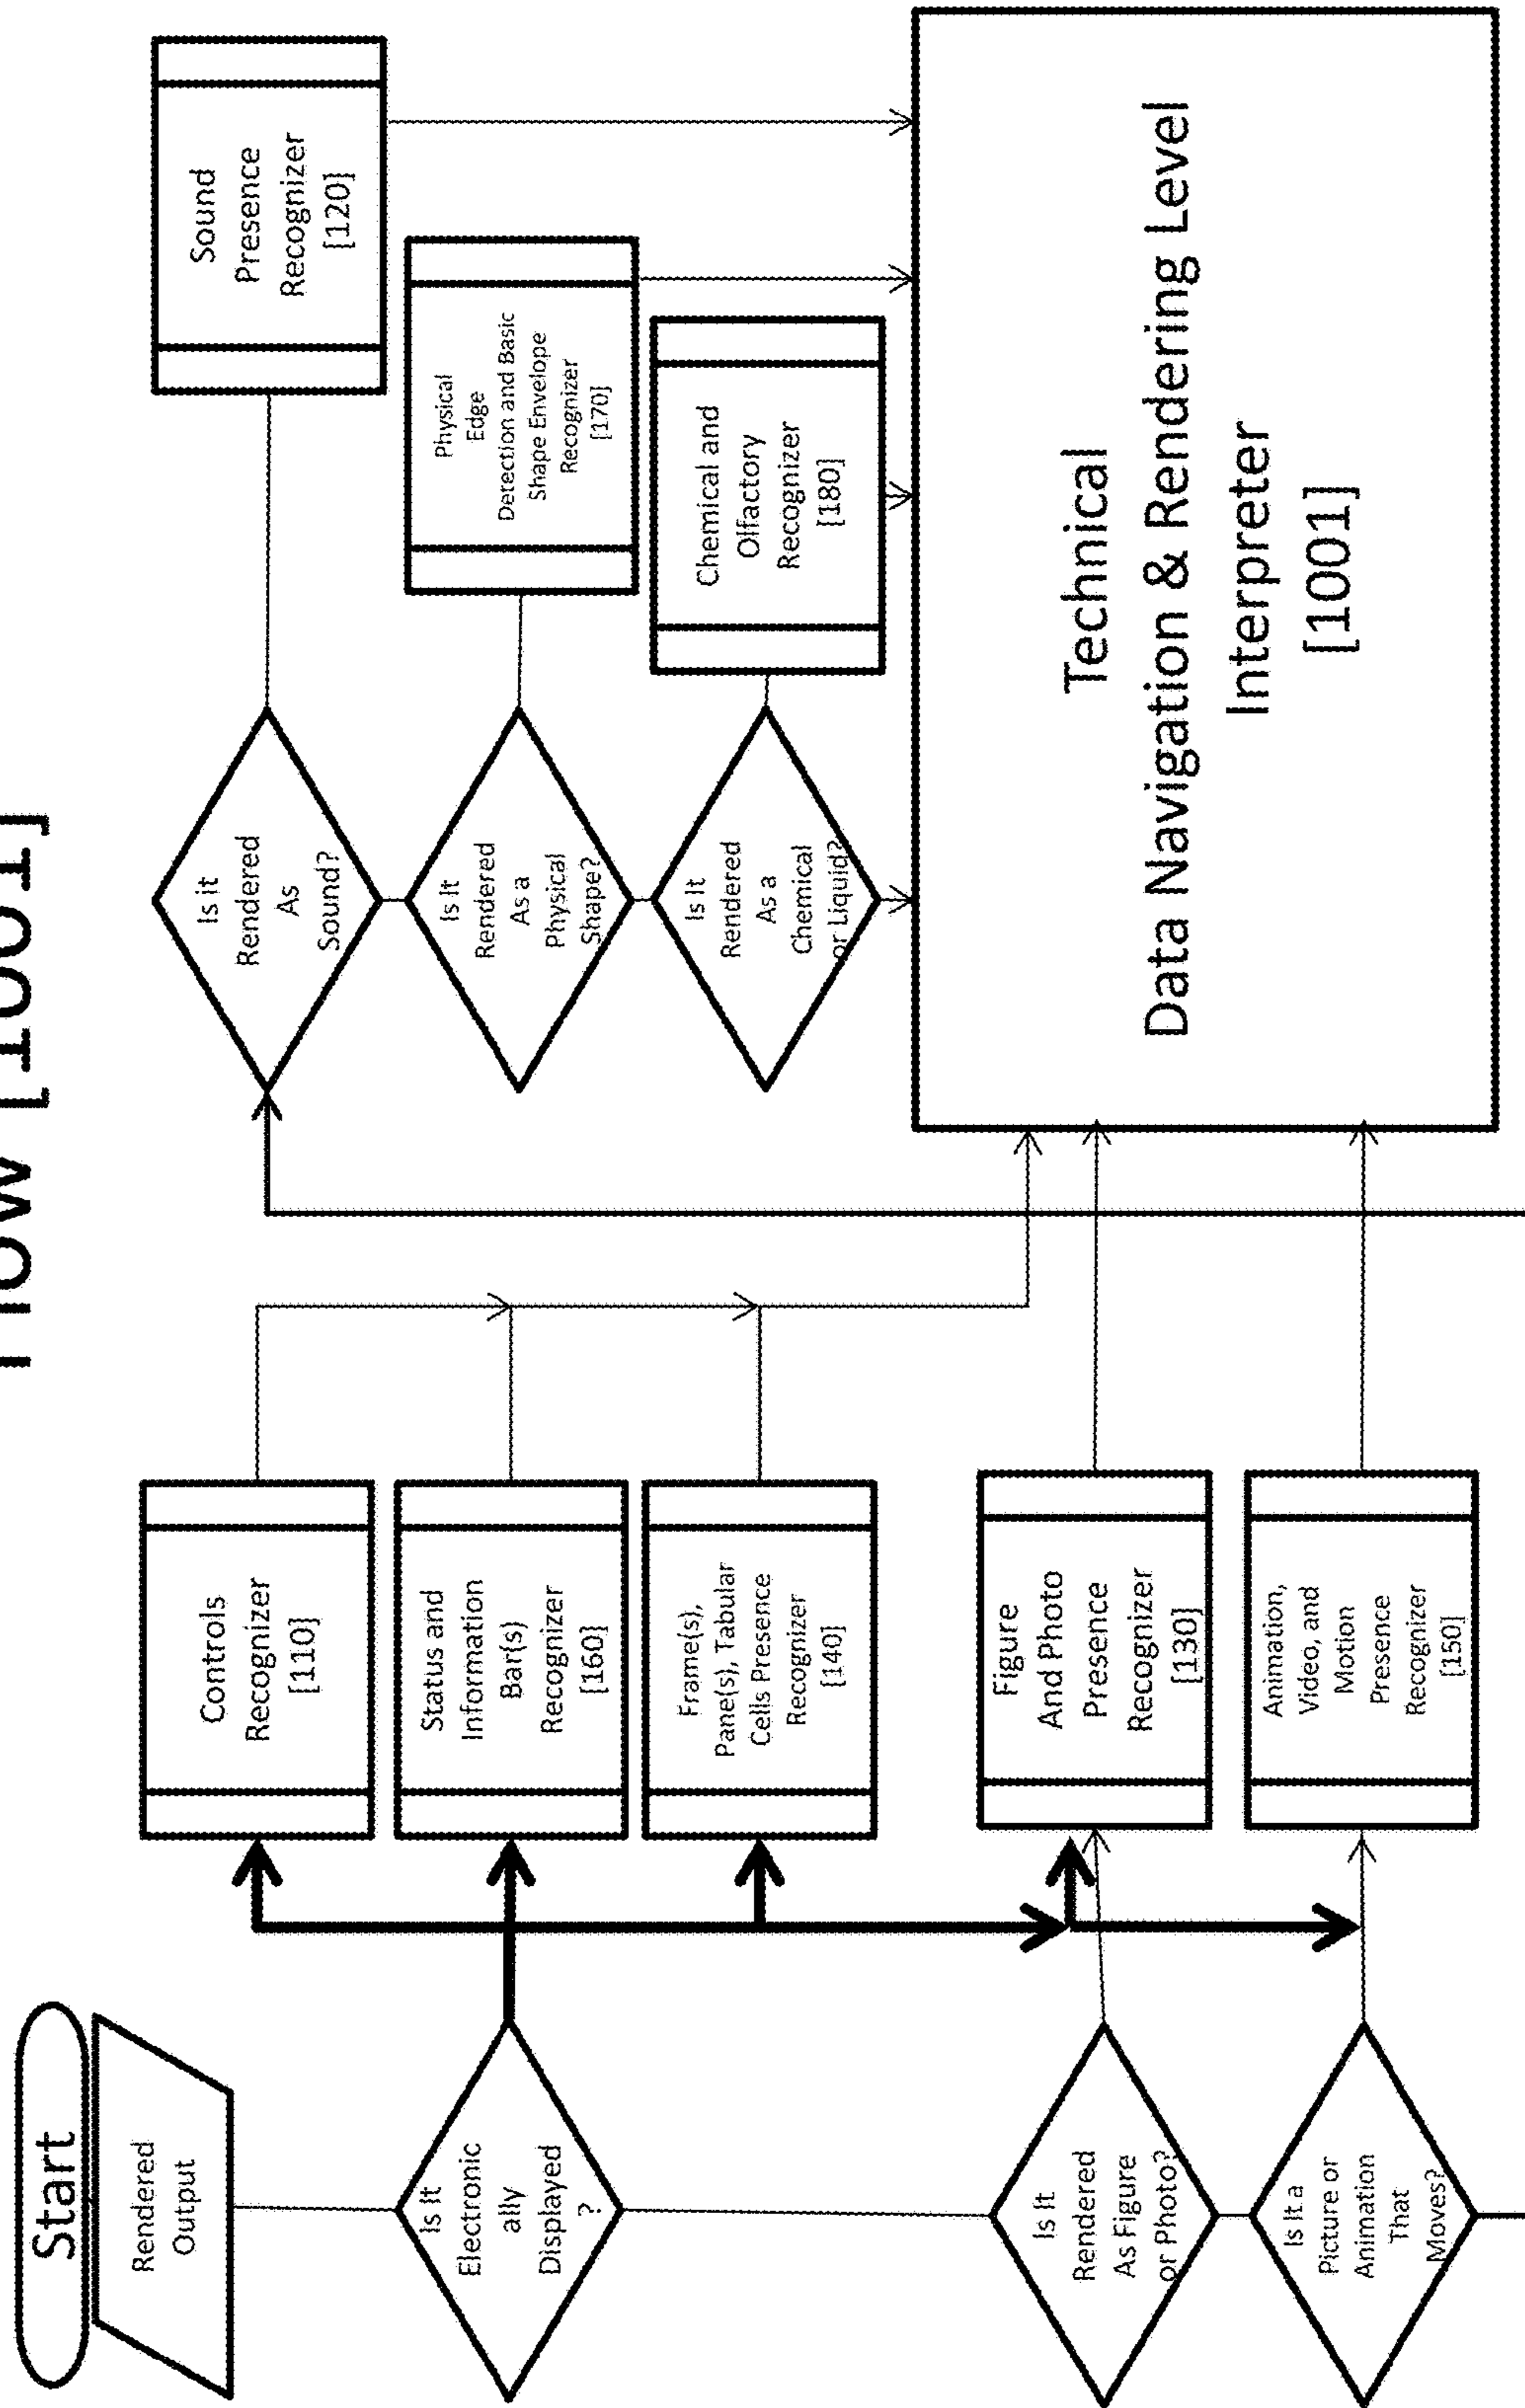 Flow [1001]
Start
Rendered
Output
Is It
Electronic
ally
Displayed
?
Is It
Rendered
As Figure
or Photo?
Is It a
Picture or
Animation
That
Moves?
Controls
Recognizer
[110]
Status and
Information
Bar(s)
Recognizer
[160]
Frame(s),
Pane(s), Tabular
Cells Presence
Recognizer
[140]
Figure
And Photo
Presence
Recognizer
[130]
Animation,
Video, and
Motion
Presence
Recognizer
[150]
Is it
Rendered
As
Sound?
Is It
Rendered
As a
Physical
Shape?
Is It
Rendered
As a
Chemical
or Liquid?
Sound
Presence
Recognizer
[120]
Physical
Edge
Detection and Basic
Shape Envelope
Recognizer
[170]
Chemical and
Olfactory
Recognizer
[180]
Technical
Data Navigation & Rendering Level
Interpreter
[1001]